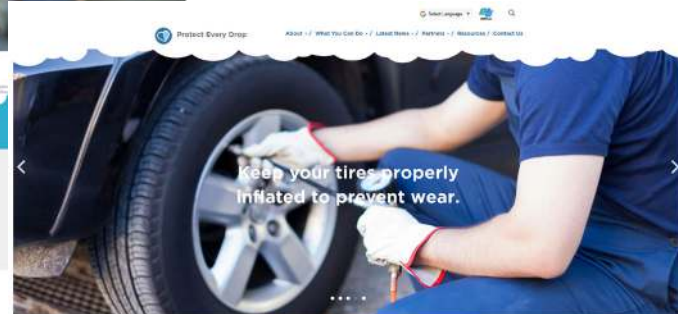 Select Language
Protect Every Drop
About / What You Can Do / Latest News / Partners / Resources / Contact Us
Keep your tires properly
inflated to prevent wear.